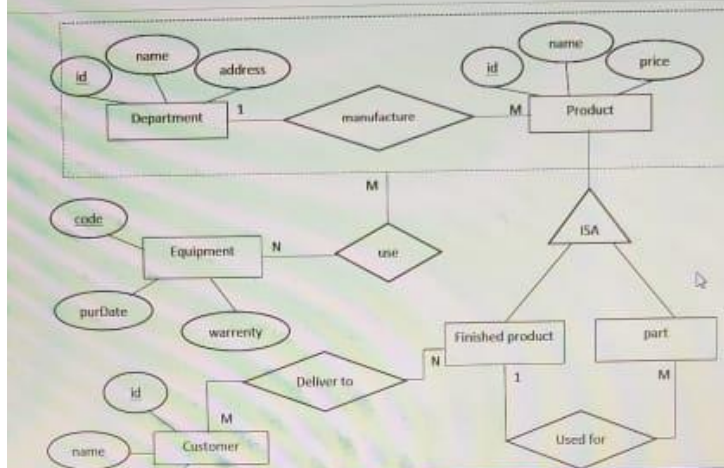 name
name
id
address
id
price
Department
1
manufacture
M
Product
M
code
ISA
Equipment
N
use
purDate
warrenty
Finished product
part
N
Deliver to
1
M
id
M
Customer
Used for
name